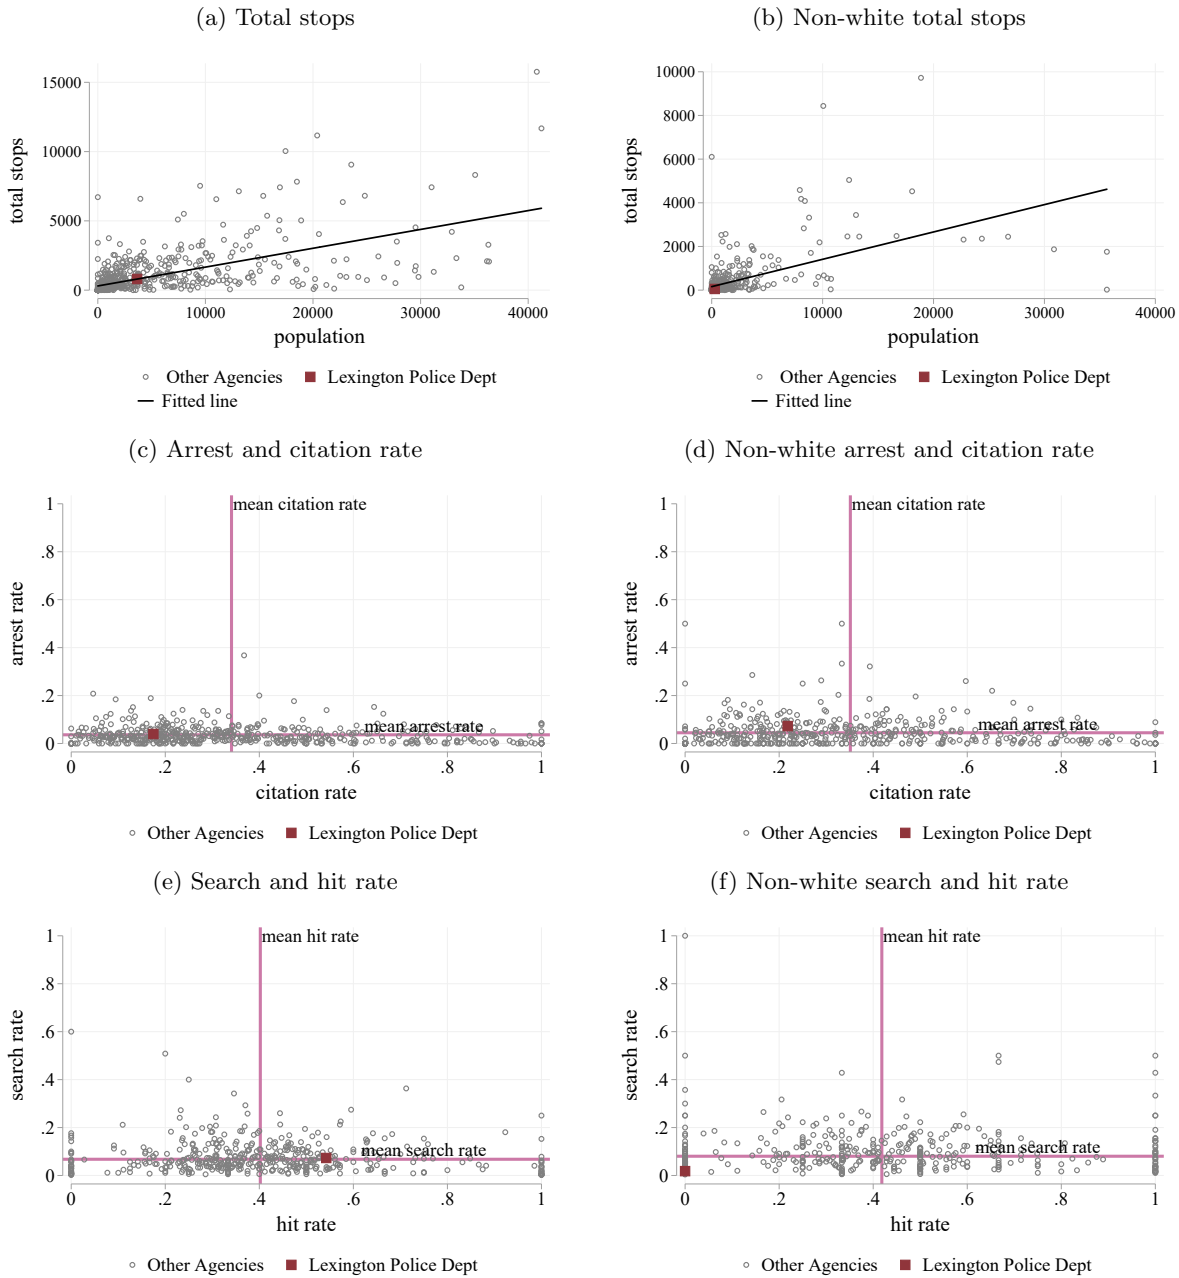 (a) Total stops
(b) Non-white total stops
total stops
15000
10000
5000
0
0 10000 20000 30000 40000
population
Other Agencies Lexington Police Dept
Fitted line
total stops
10000
8000
6000
4000
2000
0
0 10000 20000 30000 40000
population
Other Agencies Lexington Police Dept
Fitted line
(c) Arrest and citation rate
(d) Non-white arrest and citation rate
arrest rate
1
.8
.6
.4
.2
0
mean citation rate
mean arrest rate
0 .2 .4 .6 .8 1
citation rate
Other Agencies Lexington Police Dept
arrest rate
1
.8
.6
.4
.2
0
mean citation rate
mean arrest rate
0 .2 .4 .6 .8 1
citation rate
Other Agencies Lexington Police Dept
(e) Search and hit rate
(f) Non-white search and hit rate
search rate
1
.8
.6
.4
.2
0
mean hit rate
mean search rate
0 .2 .4 .6 .8 1
hit rate
Other Agencies Lexington Police Dept
search rate
1
.8
.6
.4
.2
0
mean hit rate
mean search rate
0 .2 .4 .6 .8 1
hit rate
Other Agencies Lexington Police Dept